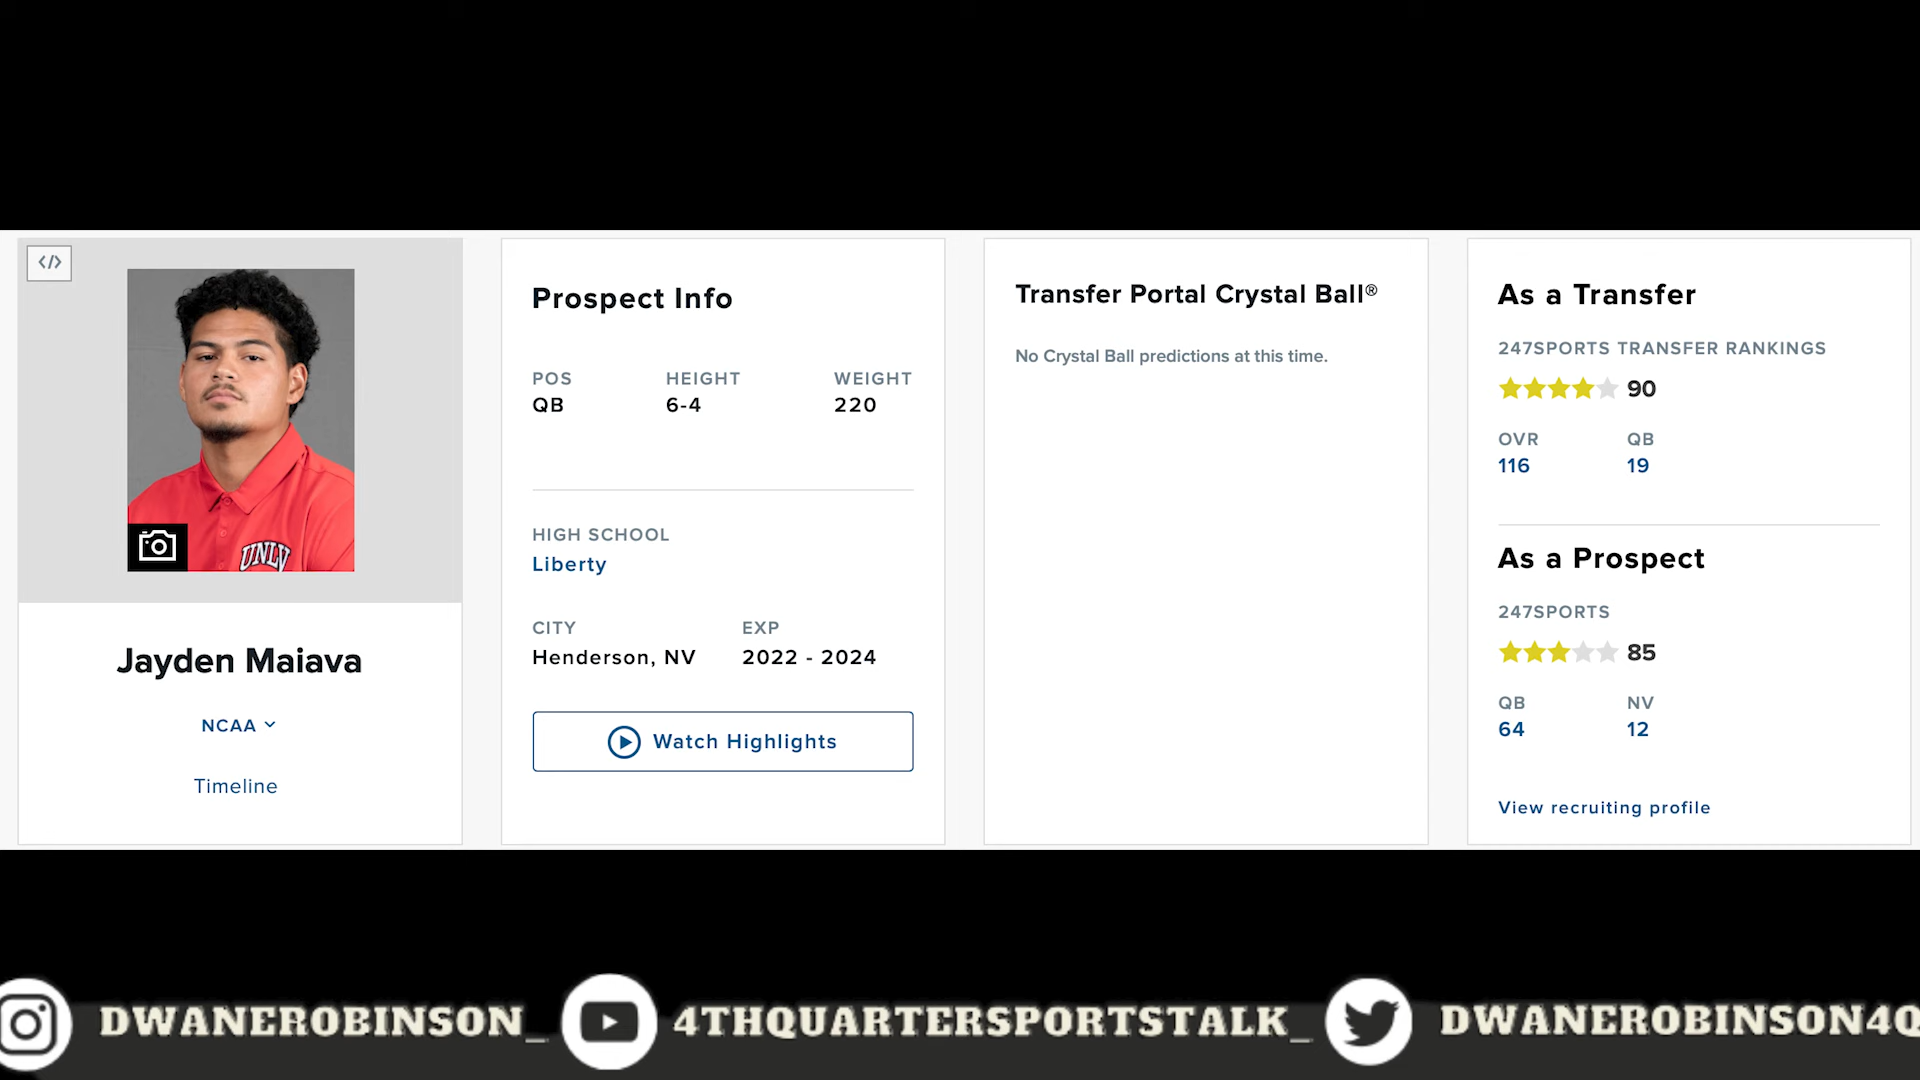 </>
UNLV
Jayden Maiava
NCAA
Timeline
Prospect Info
POS HEIGHT WEIGHT
QB 6-4 220
HIGH SCHOOL
Liberty
CITY EXP
Henderson, NV 2022 - 2024
Watch Highlights
Transfer Portal Crystal Ball®
No Crystal Ball predictions at this time.
As a Transfer
247SPORTS TRANSFER RANKINGS
90
OVR QB
116 19
As a Prospect
247SPORTS
85
QB NV
64 12
View recruiting profile
DWANEROBINSON_ 4THQUARTERSPORTSTALK_ DWANEROBINSON4Q